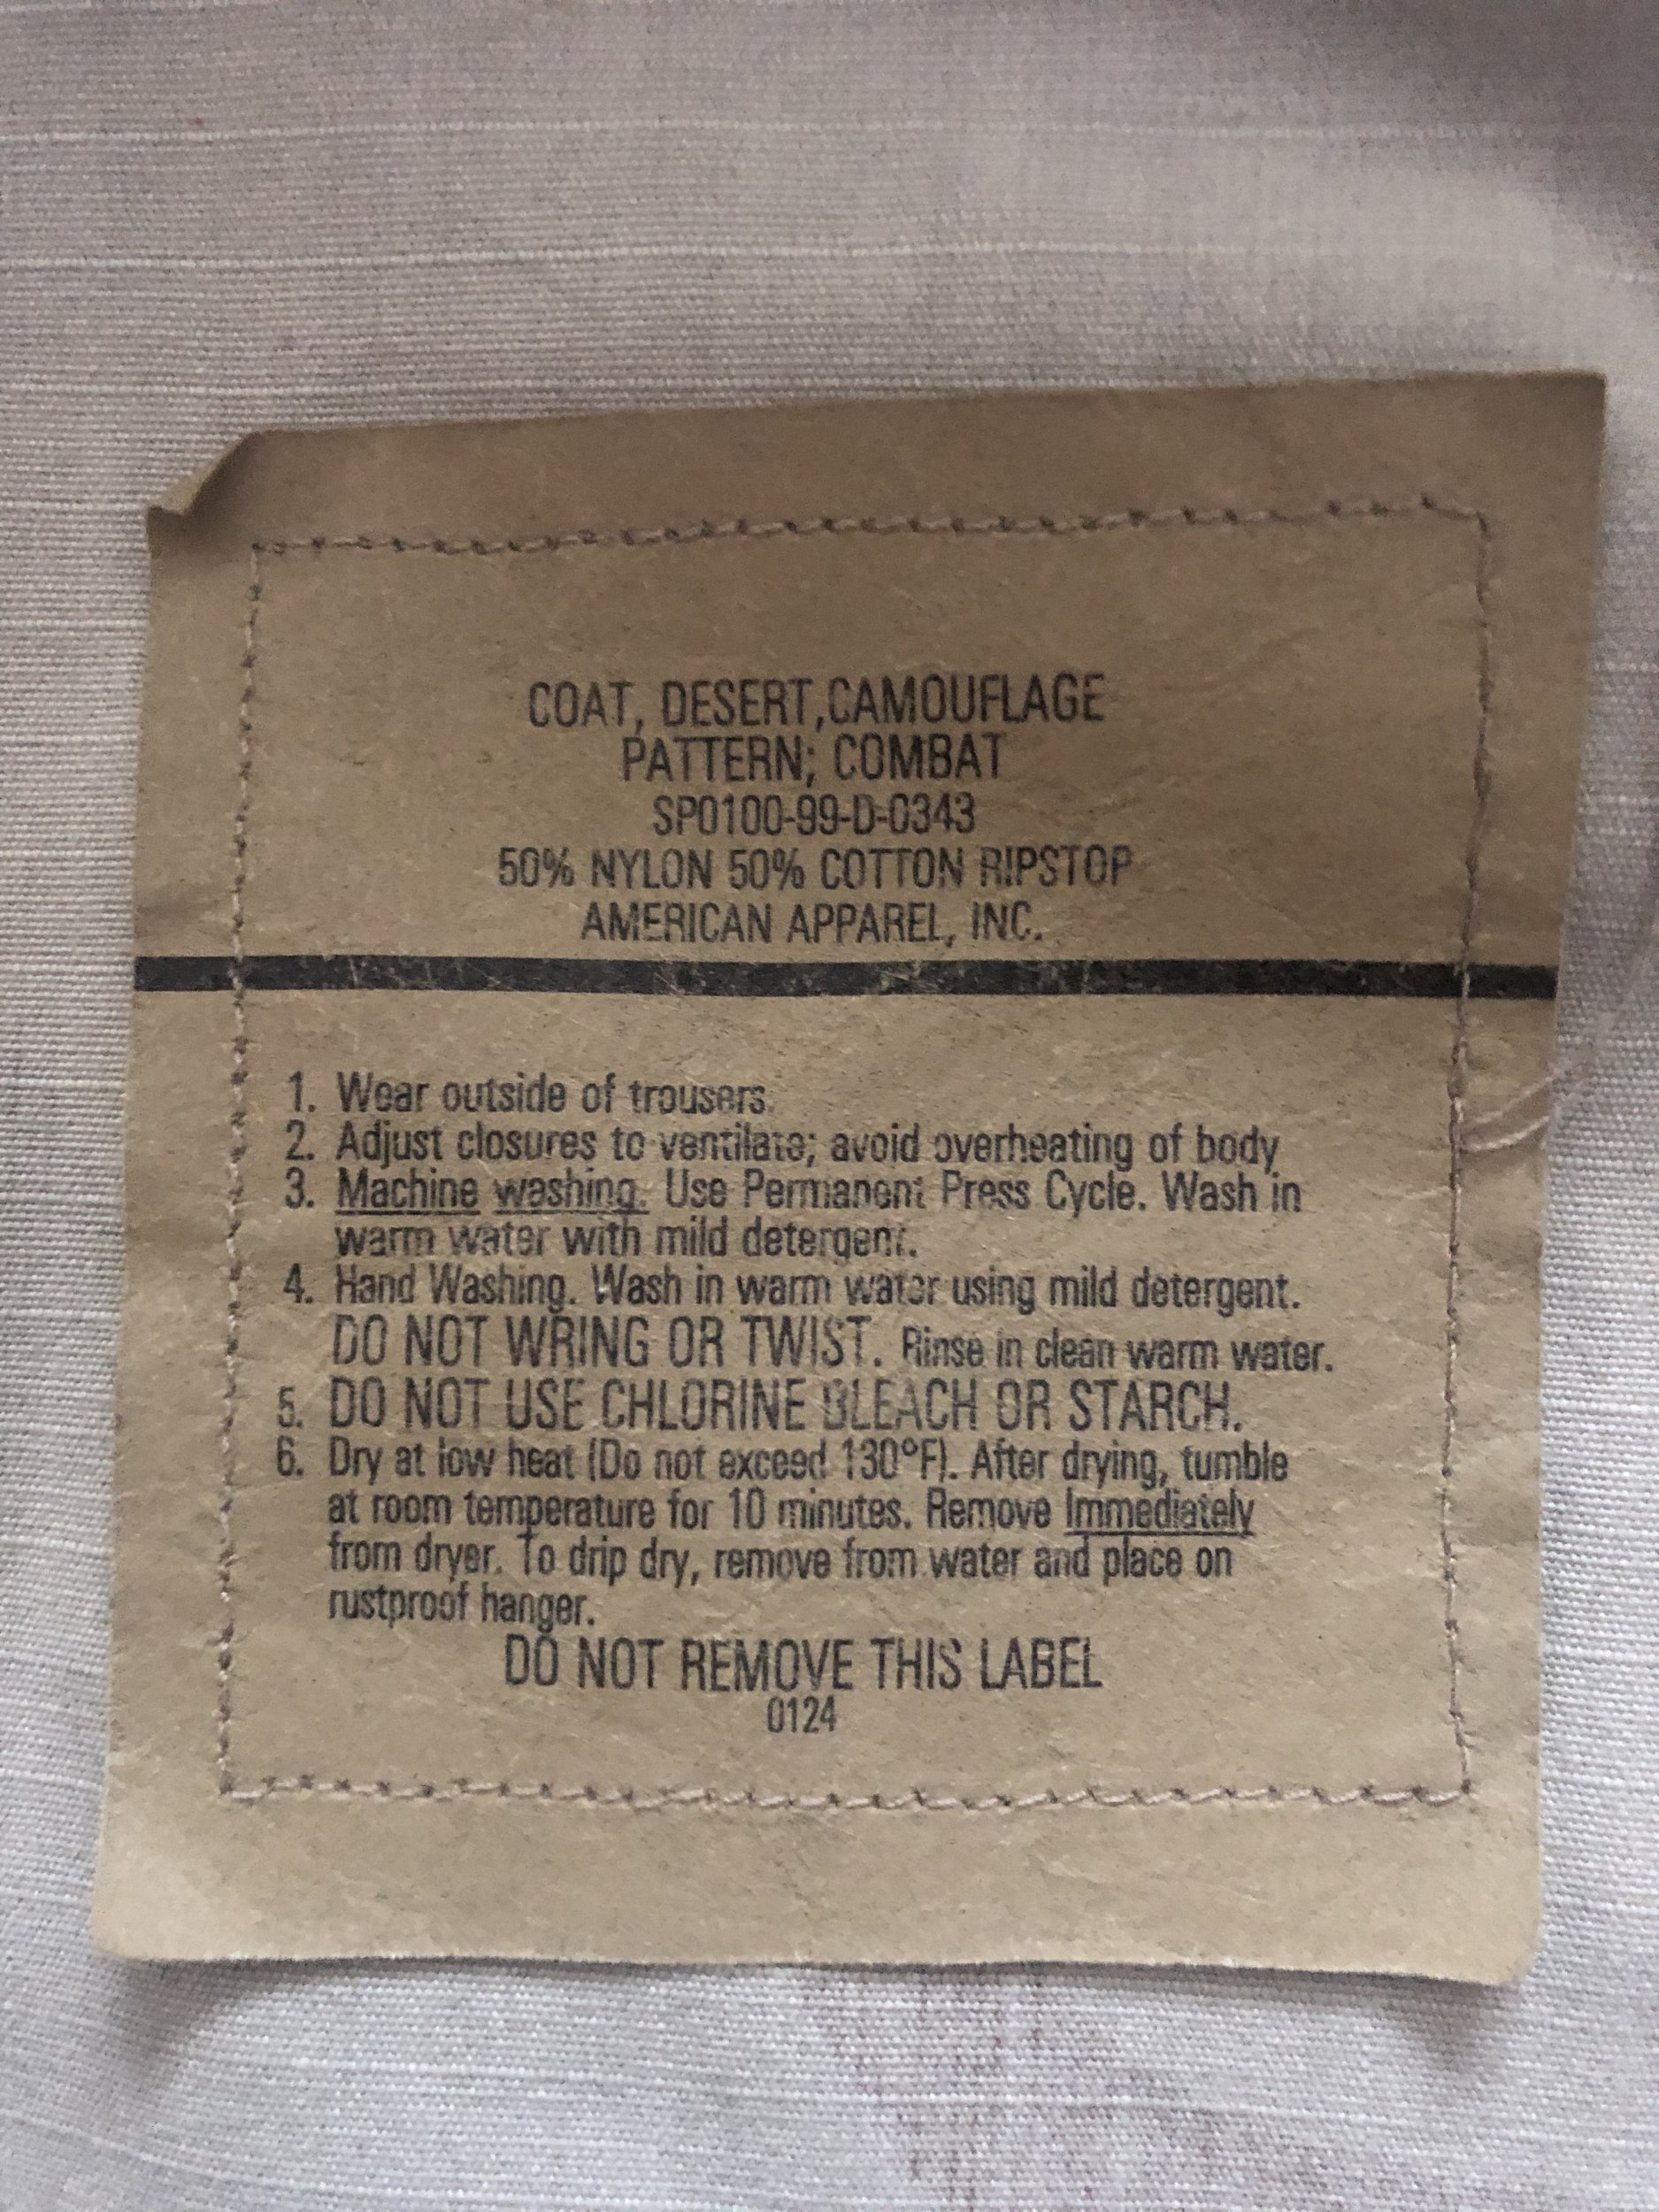 COAT, DESERT,CAMOUFLAGE
PATTERN; COMBAT
SP0100-99-D-0343
50% NYLON 50% COTTON RIPSTOP
AMERICAN APPAREL, INC.
1. Wear outside of trousers.
2. Adjust closures to ventilate; avoid overheating of body
3. Machine washing. Use Permanent Press Cycle. Wash in
warm water with mild detergent.
4. Hand Washing. Wash in warm water using mild detergent.
DO NOT WRING OR TWIST. Rinse in clean warm water.
5. DO NOT USE CHLORINE BLEACH OR STARCH.
6. Dry at low heat (Do not exceed 130°F). After drying, tumble
at room temperature for 10 minutes. Remove Immediately
from dryer. To drip dry, remove from water and place on
rustproof hanger.
DO NOT REMOVE THIS LABEL
0124